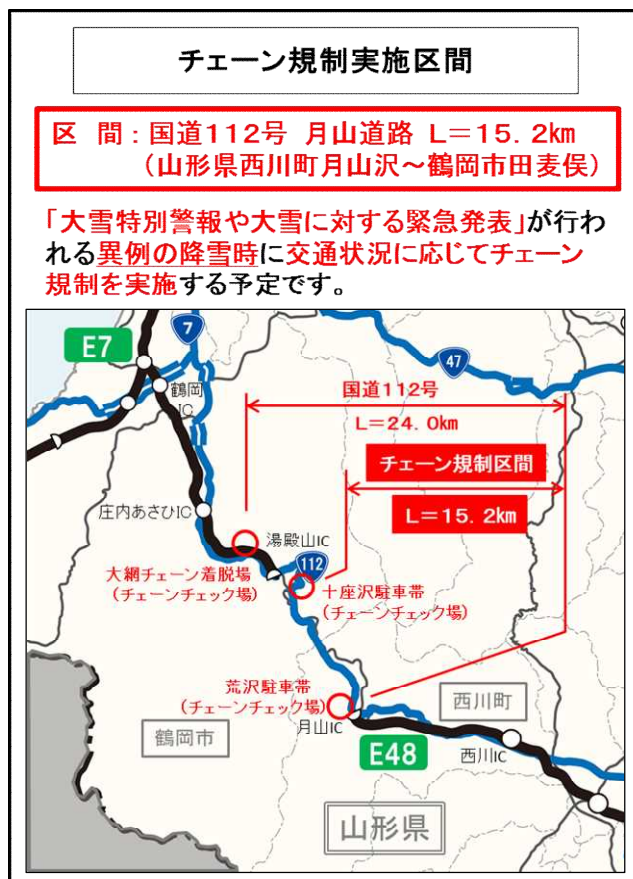 チェーン規制実施区間
区 間：国道112号 月山道路 L＝15. 2km
（山形県西川町月山沢～鶴岡市田麦俣）
「大雪特別警報や大雪に対する緊急発表」が行わ
れる異例の降雪時に交通状況に応じてチェーン
規制を実施する予定です。
E7
7
47
鶴岡
IC
国道112号
L＝24. 0km
チェーン規制区間
L＝15. 2km
庄内あさひIC
湯殿山IC
112
大網チェーン着脱場
（チェーンチェック場）
十座沢駐車帯
（チェーンチェック場）
荒沢駐車帯
（チェーンチェック場）
月山IC
西川町
鶴岡市
E48
西川IC
山形県